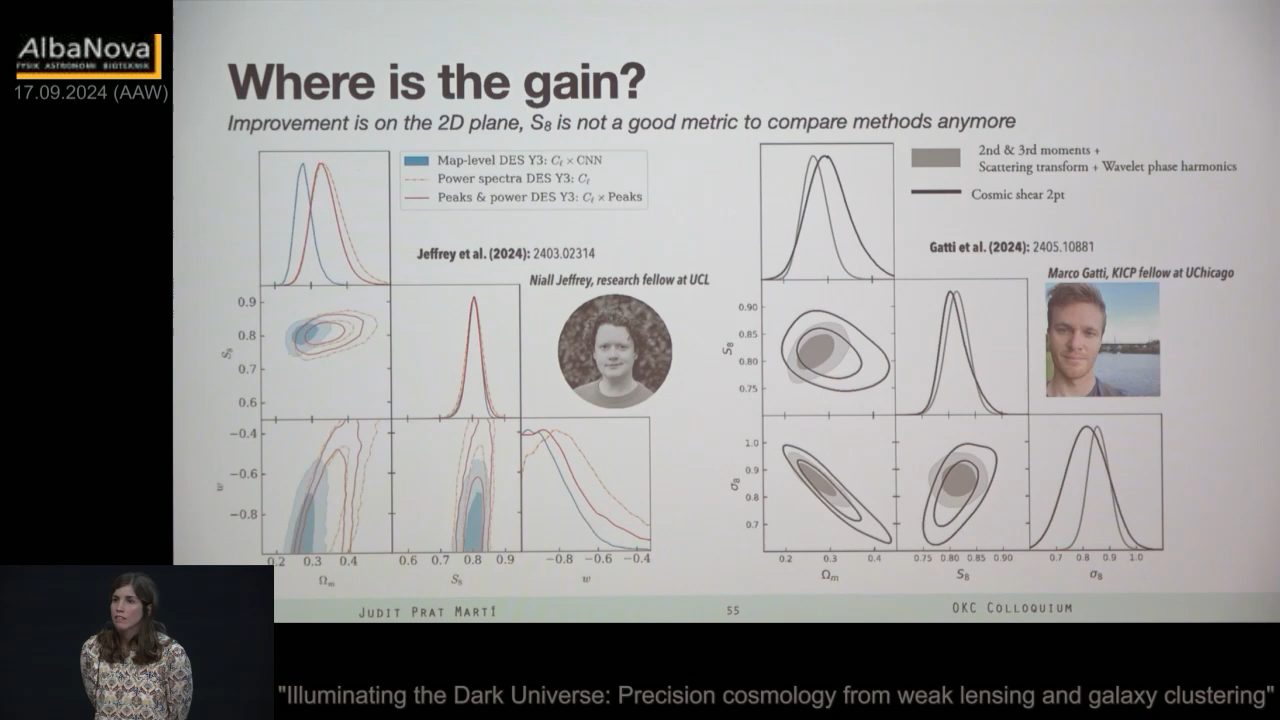 AlbaNova
FYSIK ASTRONOMI BIOTEKNIK
17.09.2024 (AAW)
Where is the gain?
Improvement is on the 2D plane, S₈ is not a good metric to compare methods anymore
Map-level DES Y3: Cℓ × CNN
Power spectra DES Y3: Cℓ
Peaks & power DES Y3: Cℓ × Peaks
Jeffrey et al. (2024): 2403.02314
Niall Jeffrey, research fellow at UCL
0.9
0.8
0.7
0.6
S₈
−0.4
−0.6
−0.8
w
0.2 0.3 0.4
Ωₘ
0.6 0.7 0.8 0.9
S₈
−0.8 −0.6 −0.4
w
2nd & 3rd moments +
Scattering transform + Wavelet phase harmonics
Cosmic shear 2pt
Gatti et al. (2024): 2405.10881
Marco Gatti, KICP fellow at UChicago
0.90
0.85
0.80
0.75
S₈
1.0
0.9
0.8
0.7
σ₈
0.2 0.3 0.4
Ωₘ
0.75 0.80 0.85 0.90
S₈
0.7 0.8 0.9 1.0
σ₈
Judit Prat Martí
55
OKC Colloquium
"Illuminating the Dark Universe: Precision cosmology from weak lensing and galaxy clustering"